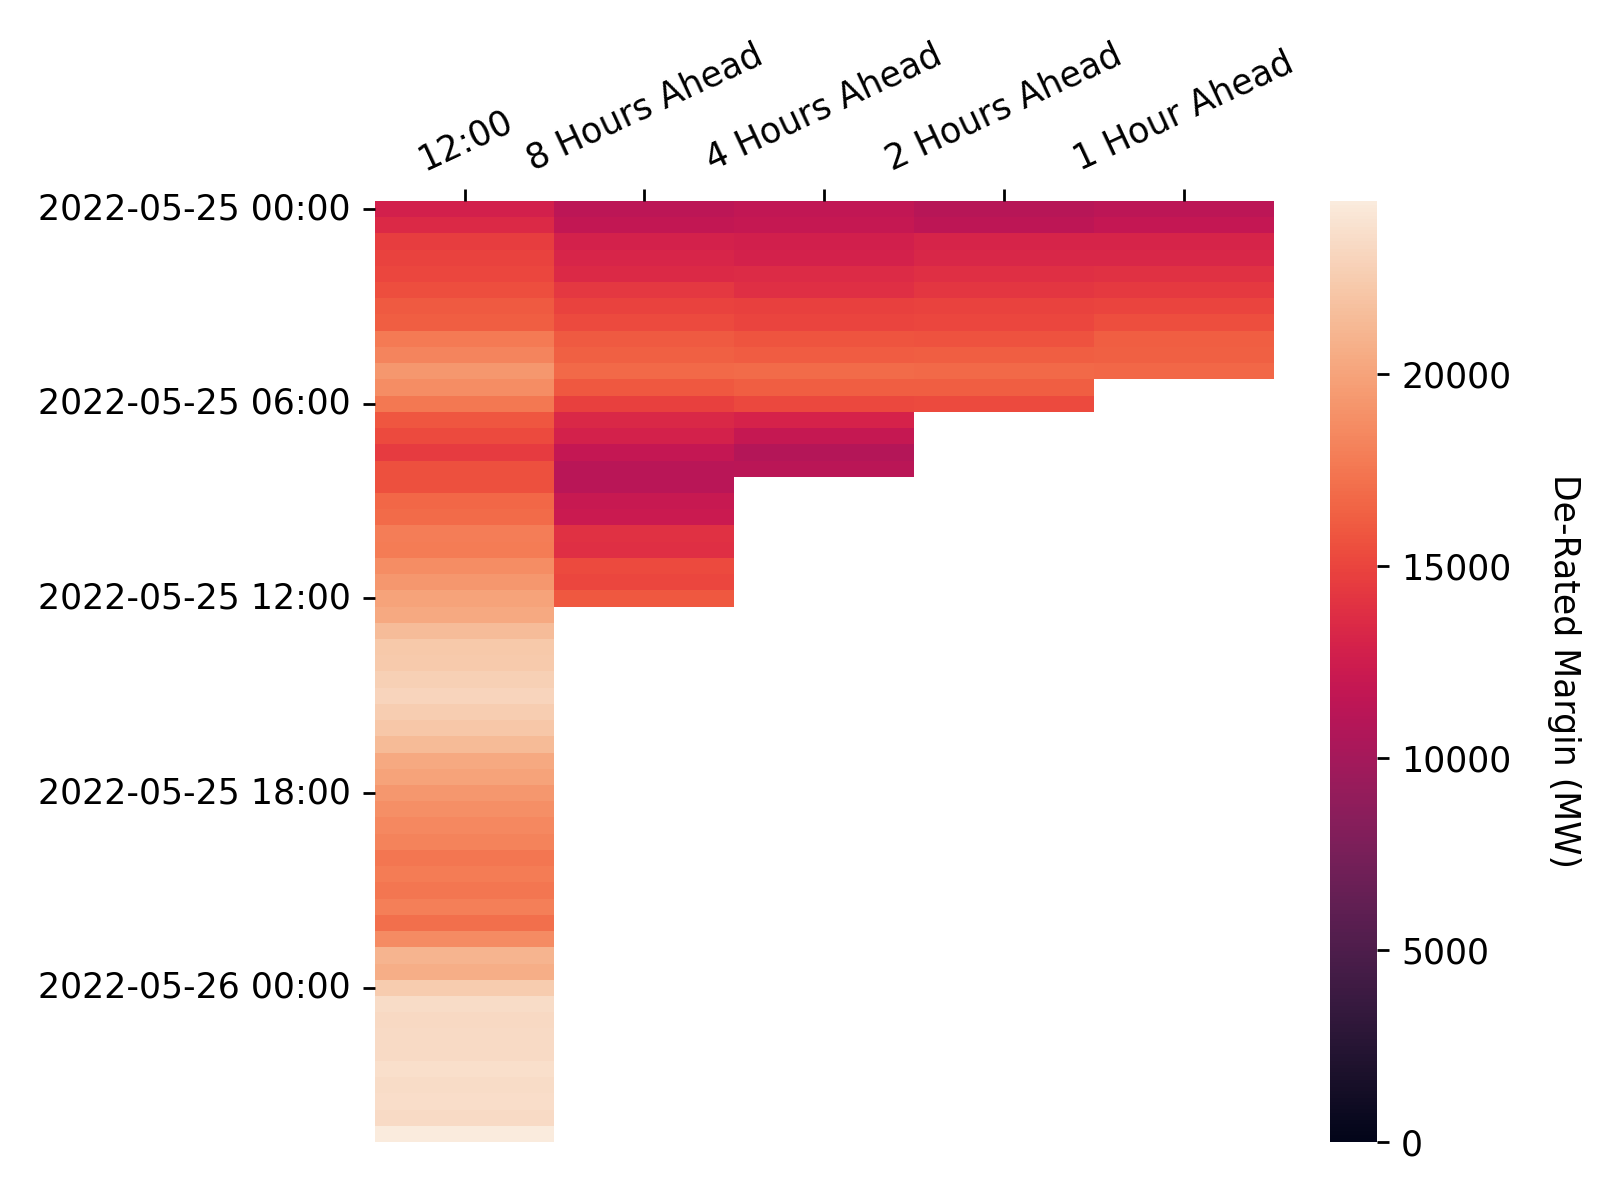 12:00
8 Hours Ahead
4 Hours Ahead
2 Hours Ahead
1 Hour Ahead
2022-05-25 00:00
2022-05-25 06:00
2022-05-25 12:00
2022-05-25 18:00
2022-05-26 00:00
20000
15000
10000
5000
0
De-Rated Margin (MW)